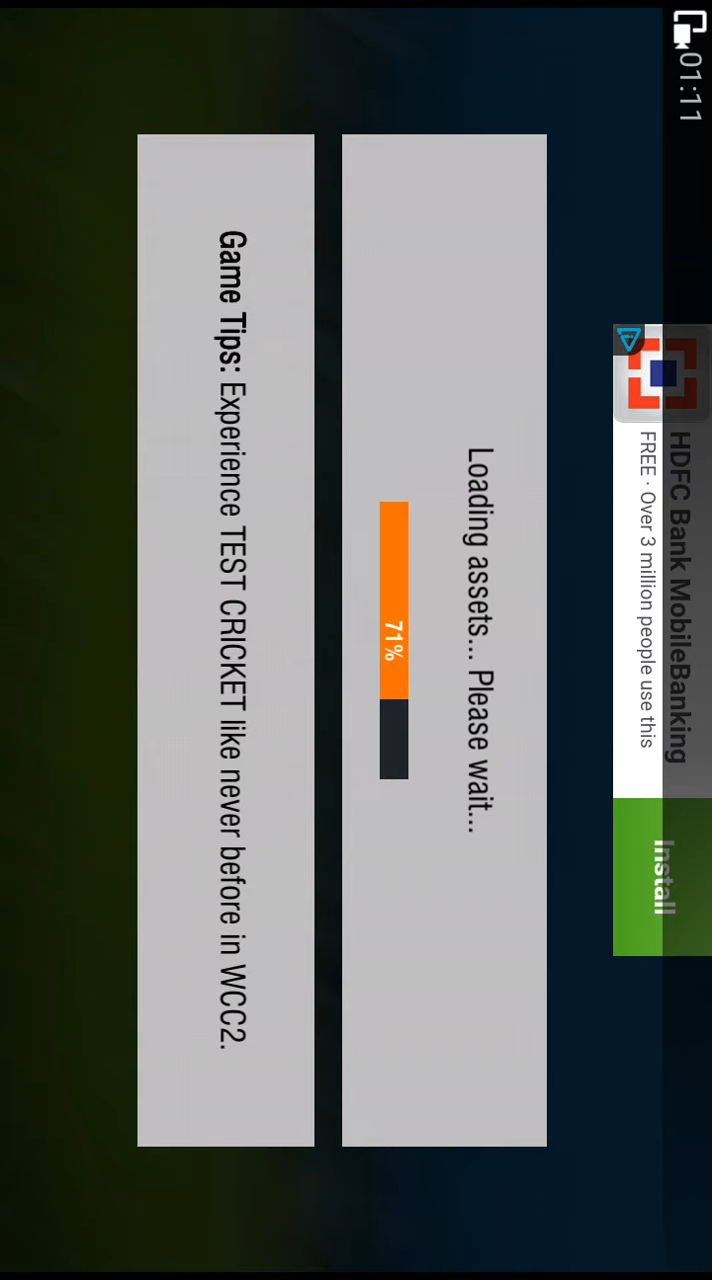 01:11
HDFC Bank MobileBanking
FREE · Over 3 million people use this
Install
Loading assets... Please wait...
71%
Game Tips: Experience TEST CRICKET like never before in WCC2.